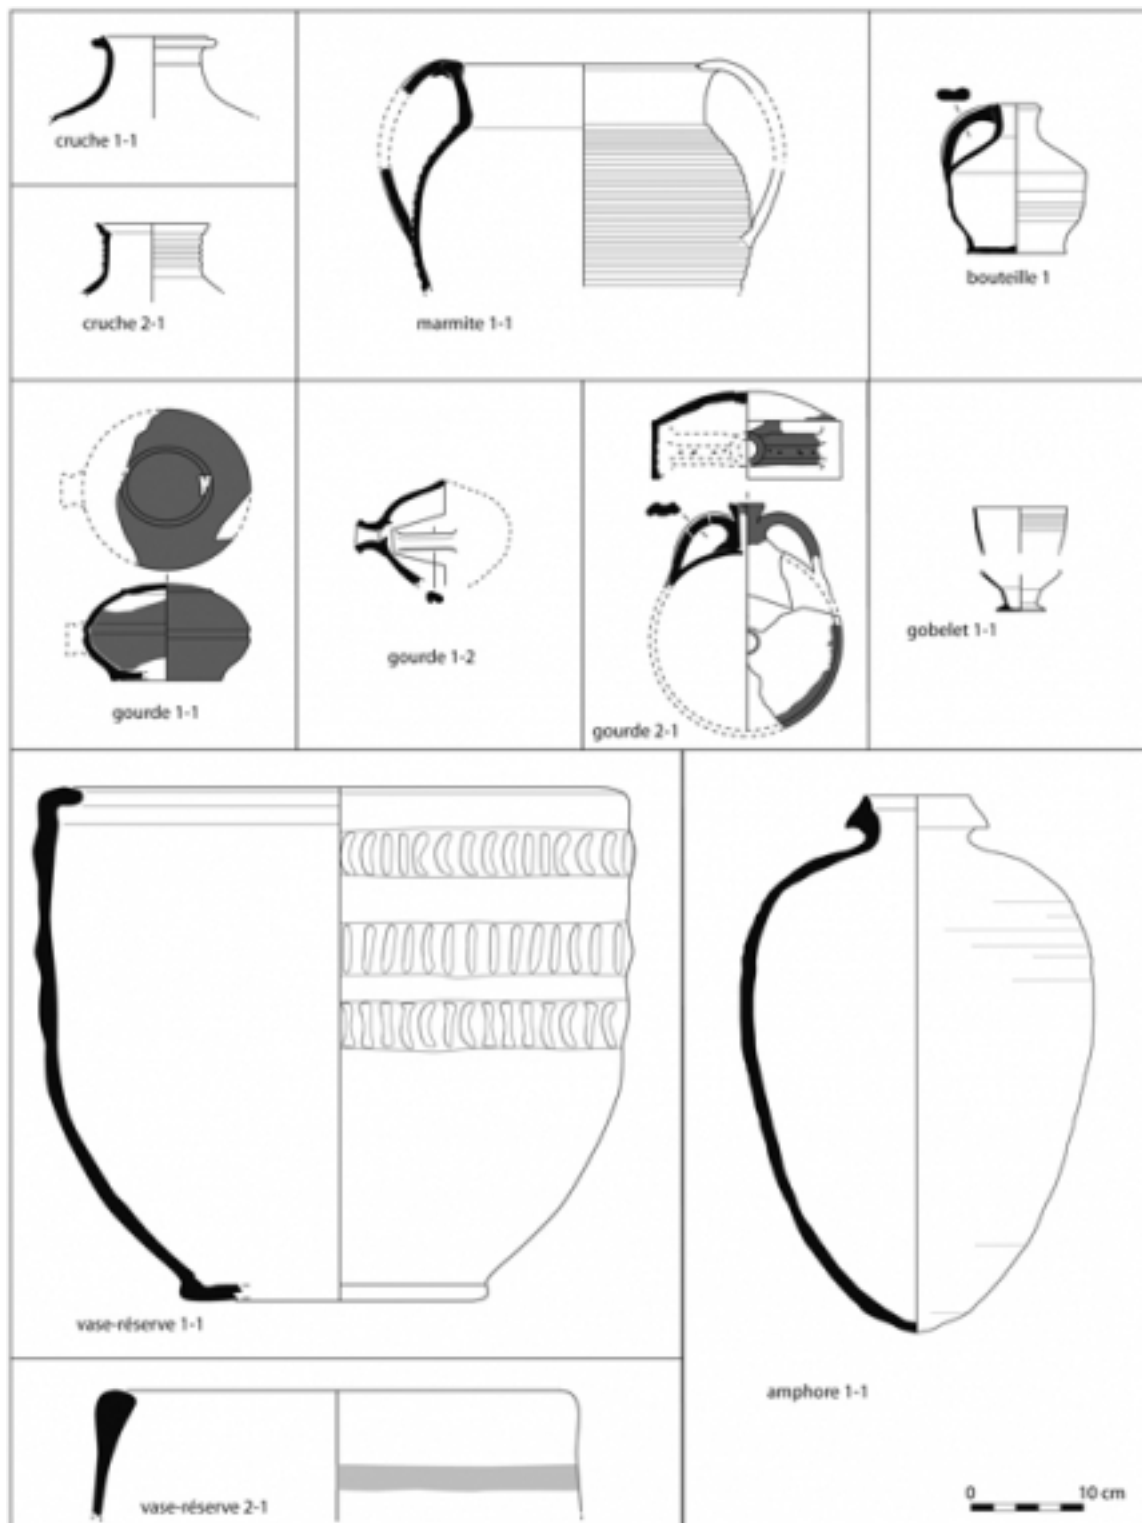 cruche 1-1
cruche 2-1
marmite 1-1
bouteille 1
gourde 1-1
gourde 1-2
gourde 2-1
gobelet 1-1
vase-réserve 1-1
amphore 1-1
vase-réserve 2-1
0 10 cm